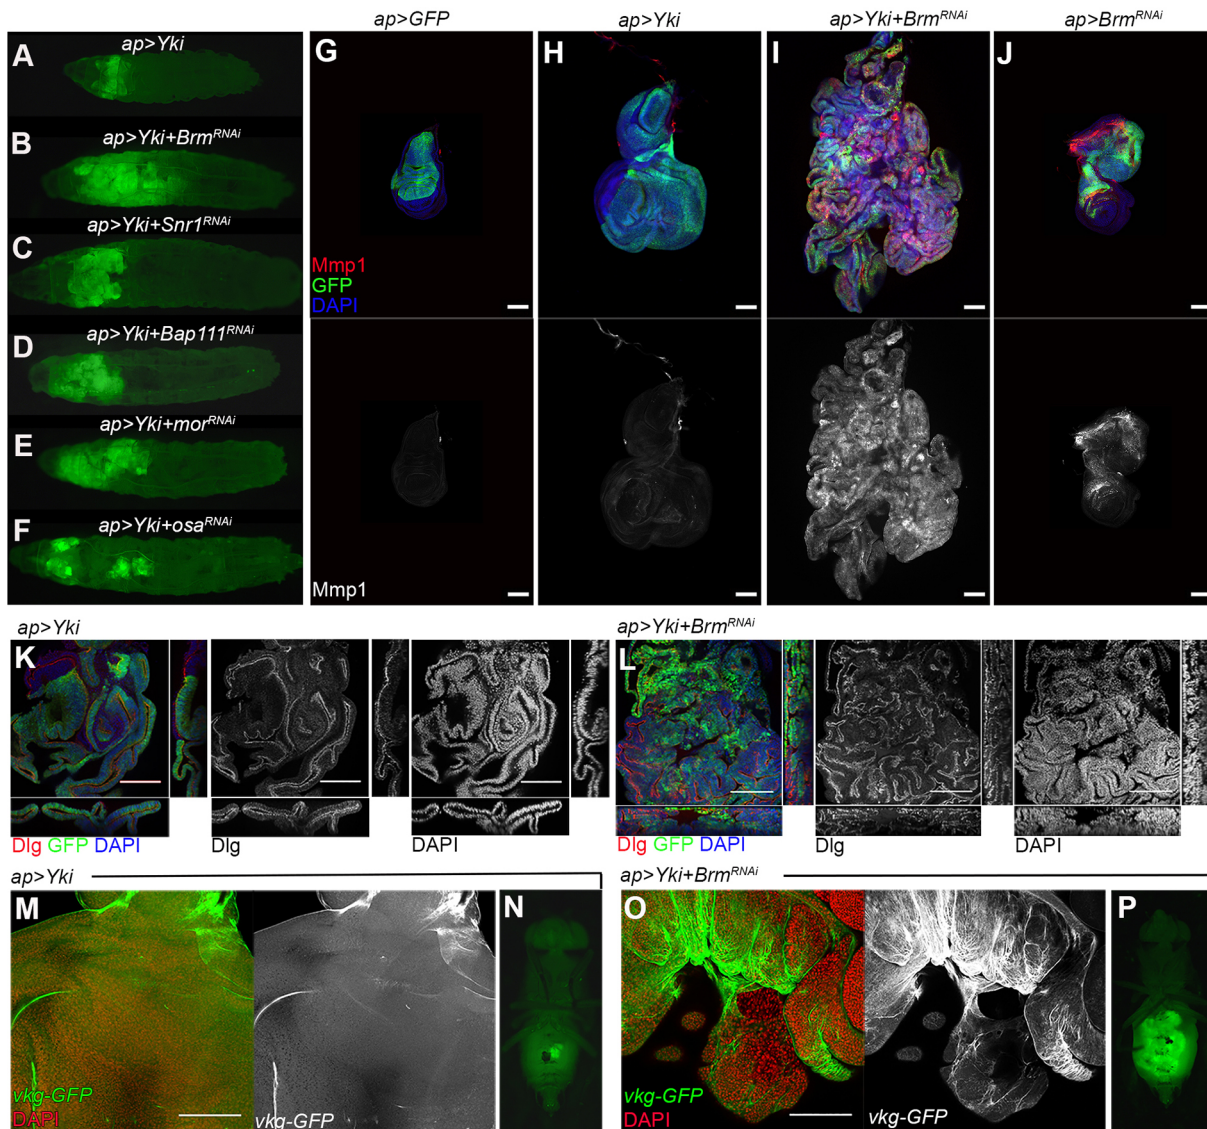 A
ap>Yki
B
ap>Yki+Brm^RNAi
C
ap>Yki+Snr1^RNAi
D
ap>Yki+Bap111^RNAi
E
ap>Yki+mor^RNAi
F
ap>Yki+osa^RNAi
ap>GFP
ap>Yki
ap>Yki+Brm^RNAi
ap>Brm^RNAi
G
H
I
J
Mmp1
GFP
DAPI
Mmp1
ap>Yki
K
Dlg GFP DAPI
Dlg
DAPI
ap>Yki+Brm^RNAi
L
Dlg GFP DAPI
Dlg
DAPI
ap>Yki
M
vkg-GFP
DAPI
vkg-GFP
N
ap>Yki+Brm^RNAi
O
vkg-GFP
DAPI
vkg-GFP
P